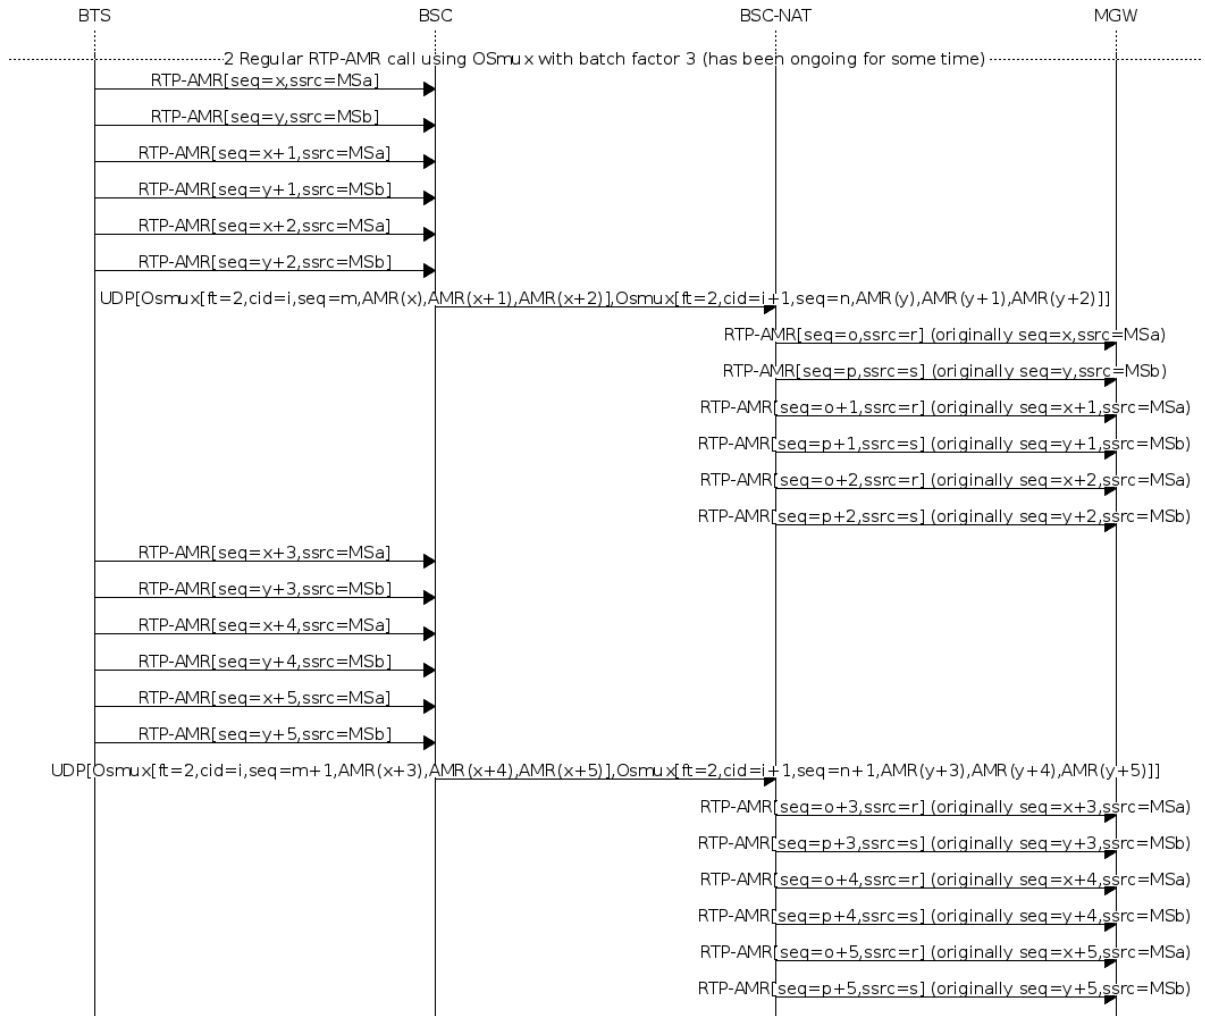 BTS BSC BSC-NAT MGW
2 Regular RTP-AMR call using OSmux with batch factor 3 (has been ongoing for some time)
RTP-AMR[seq=x,ssrc=MSa]
RTP-AMR[seq=y,ssrc=MSb]
RTP-AMR[seq=x+1,ssrc=MSa]
RTP-AMR[seq=y+1,ssrc=MSb]
RTP-AMR[seq=x+2,ssrc=MSa]
RTP-AMR[seq=y+2,ssrc=MSb]
UDP[Osmux[ft=2,cid=i,seq=m,AMR(x),AMR(x+1),AMR(x+2)],Osmux[ft=2,cid=i+1,seq=n,AMR(y),AMR(y+1),AMR(y+2)]]
RTP-AMR[seq=o,ssrc=r] (originally seq=x,ssrc=MSa)
RTP-AMR[seq=p,ssrc=s] (originally seq=y,ssrc=MSb)
RTP-AMR[seq=o+1,ssrc=r] (originally seq=x+1,ssrc=MSa)
RTP-AMR[seq=p+1,ssrc=s] (originally seq=y+1,ssrc=MSb)
RTP-AMR[seq=o+2,ssrc=r] (originally seq=x+2,ssrc=MSa)
RTP-AMR[seq=p+2,ssrc=s] (originally seq=y+2,ssrc=MSb)
RTP-AMR[seq=x+3,ssrc=MSa]
RTP-AMR[seq=y+3,ssrc=MSb]
RTP-AMR[seq=x+4,ssrc=MSa]
RTP-AMR[seq=y+4,ssrc=MSb]
RTP-AMR[seq=x+5,ssrc=MSa]
RTP-AMR[seq=y+5,ssrc=MSb]
UDP[Osmux[ft=2,cid=i,seq=m+1,AMR(x+3),AMR(x+4),AMR(x+5)],Osmux[ft=2,cid=i+1,seq=n+1,AMR(y+3),AMR(y+4),AMR(y+5)]]
RTP-AMR[seq=o+3,ssrc=r] (originally seq=x+3,ssrc=MSa)
RTP-AMR[seq=p+3,ssrc=s] (originally seq=y+3,ssrc=MSb)
RTP-AMR[seq=o+4,ssrc=r] (originally seq=x+4,ssrc=MSa)
RTP-AMR[seq=p+4,ssrc=s] (originally seq=y+4,ssrc=MSb)
RTP-AMR[seq=o+5,ssrc=r] (originally seq=x+5,ssrc=MSa)
RTP-AMR[seq=p+5,ssrc=s] (originally seq=y+5,ssrc=MSb)